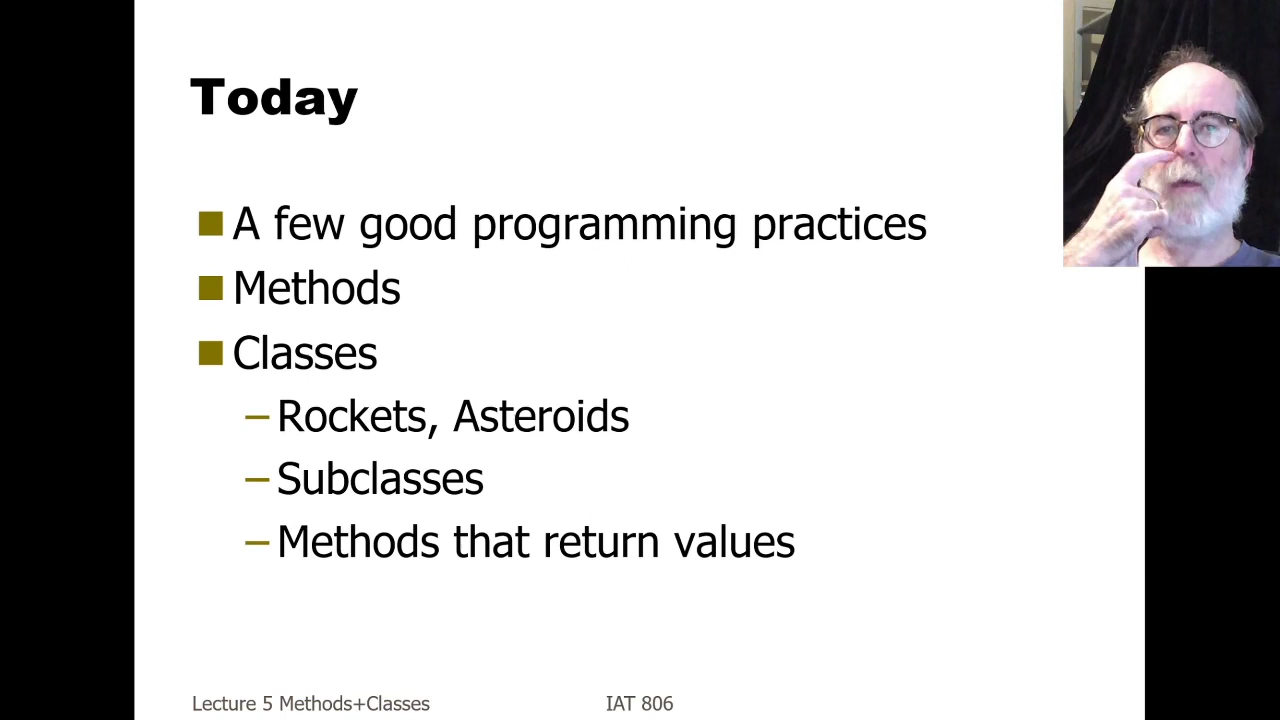 Today
A few good programming practices
Methods
Classes
– Rockets, Asteroids
– Subclasses
– Methods that return values
Lecture 5 Methods+Classes
IAT 806